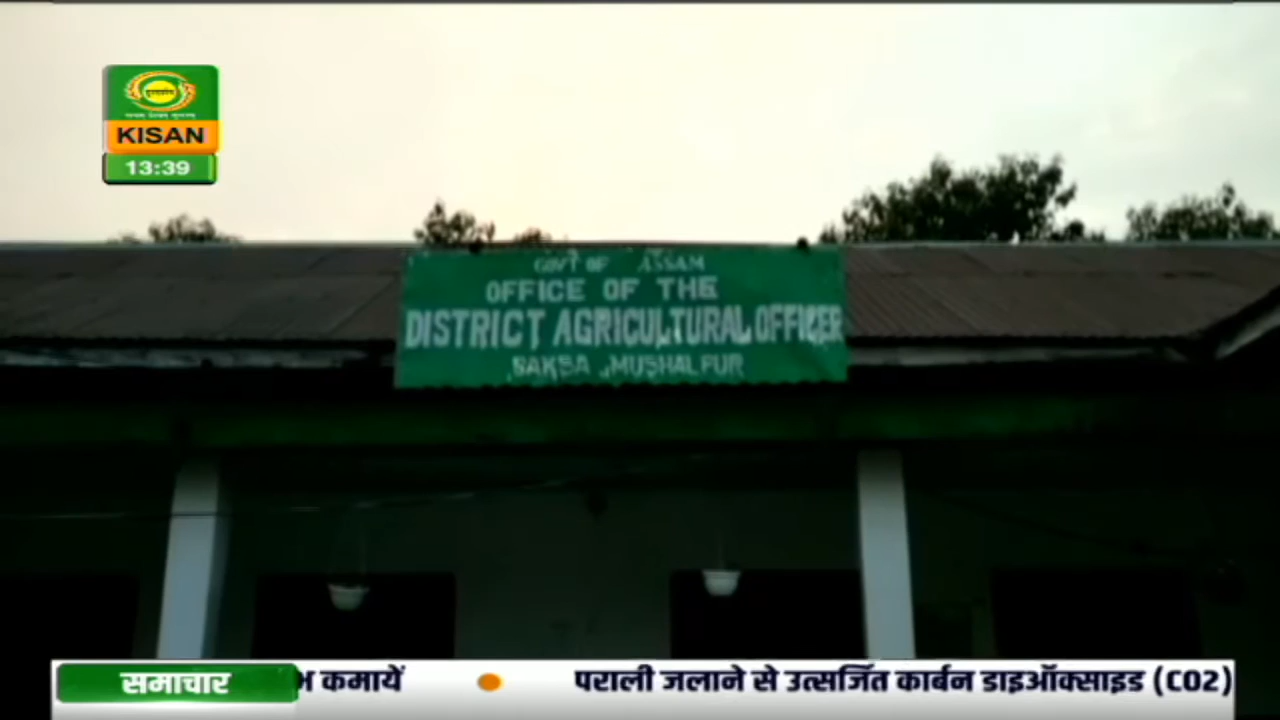 KISAN
13:39
GOVT OF ASSAM
OFFICE OF THE
DISTRICT AGRICULTURAL OFFICER
BAKSA, MUSHALPUR
समाचार
कमायें
पराली जलाने से उत्सर्जित कार्बन डाइऑक्साइड (CO2)